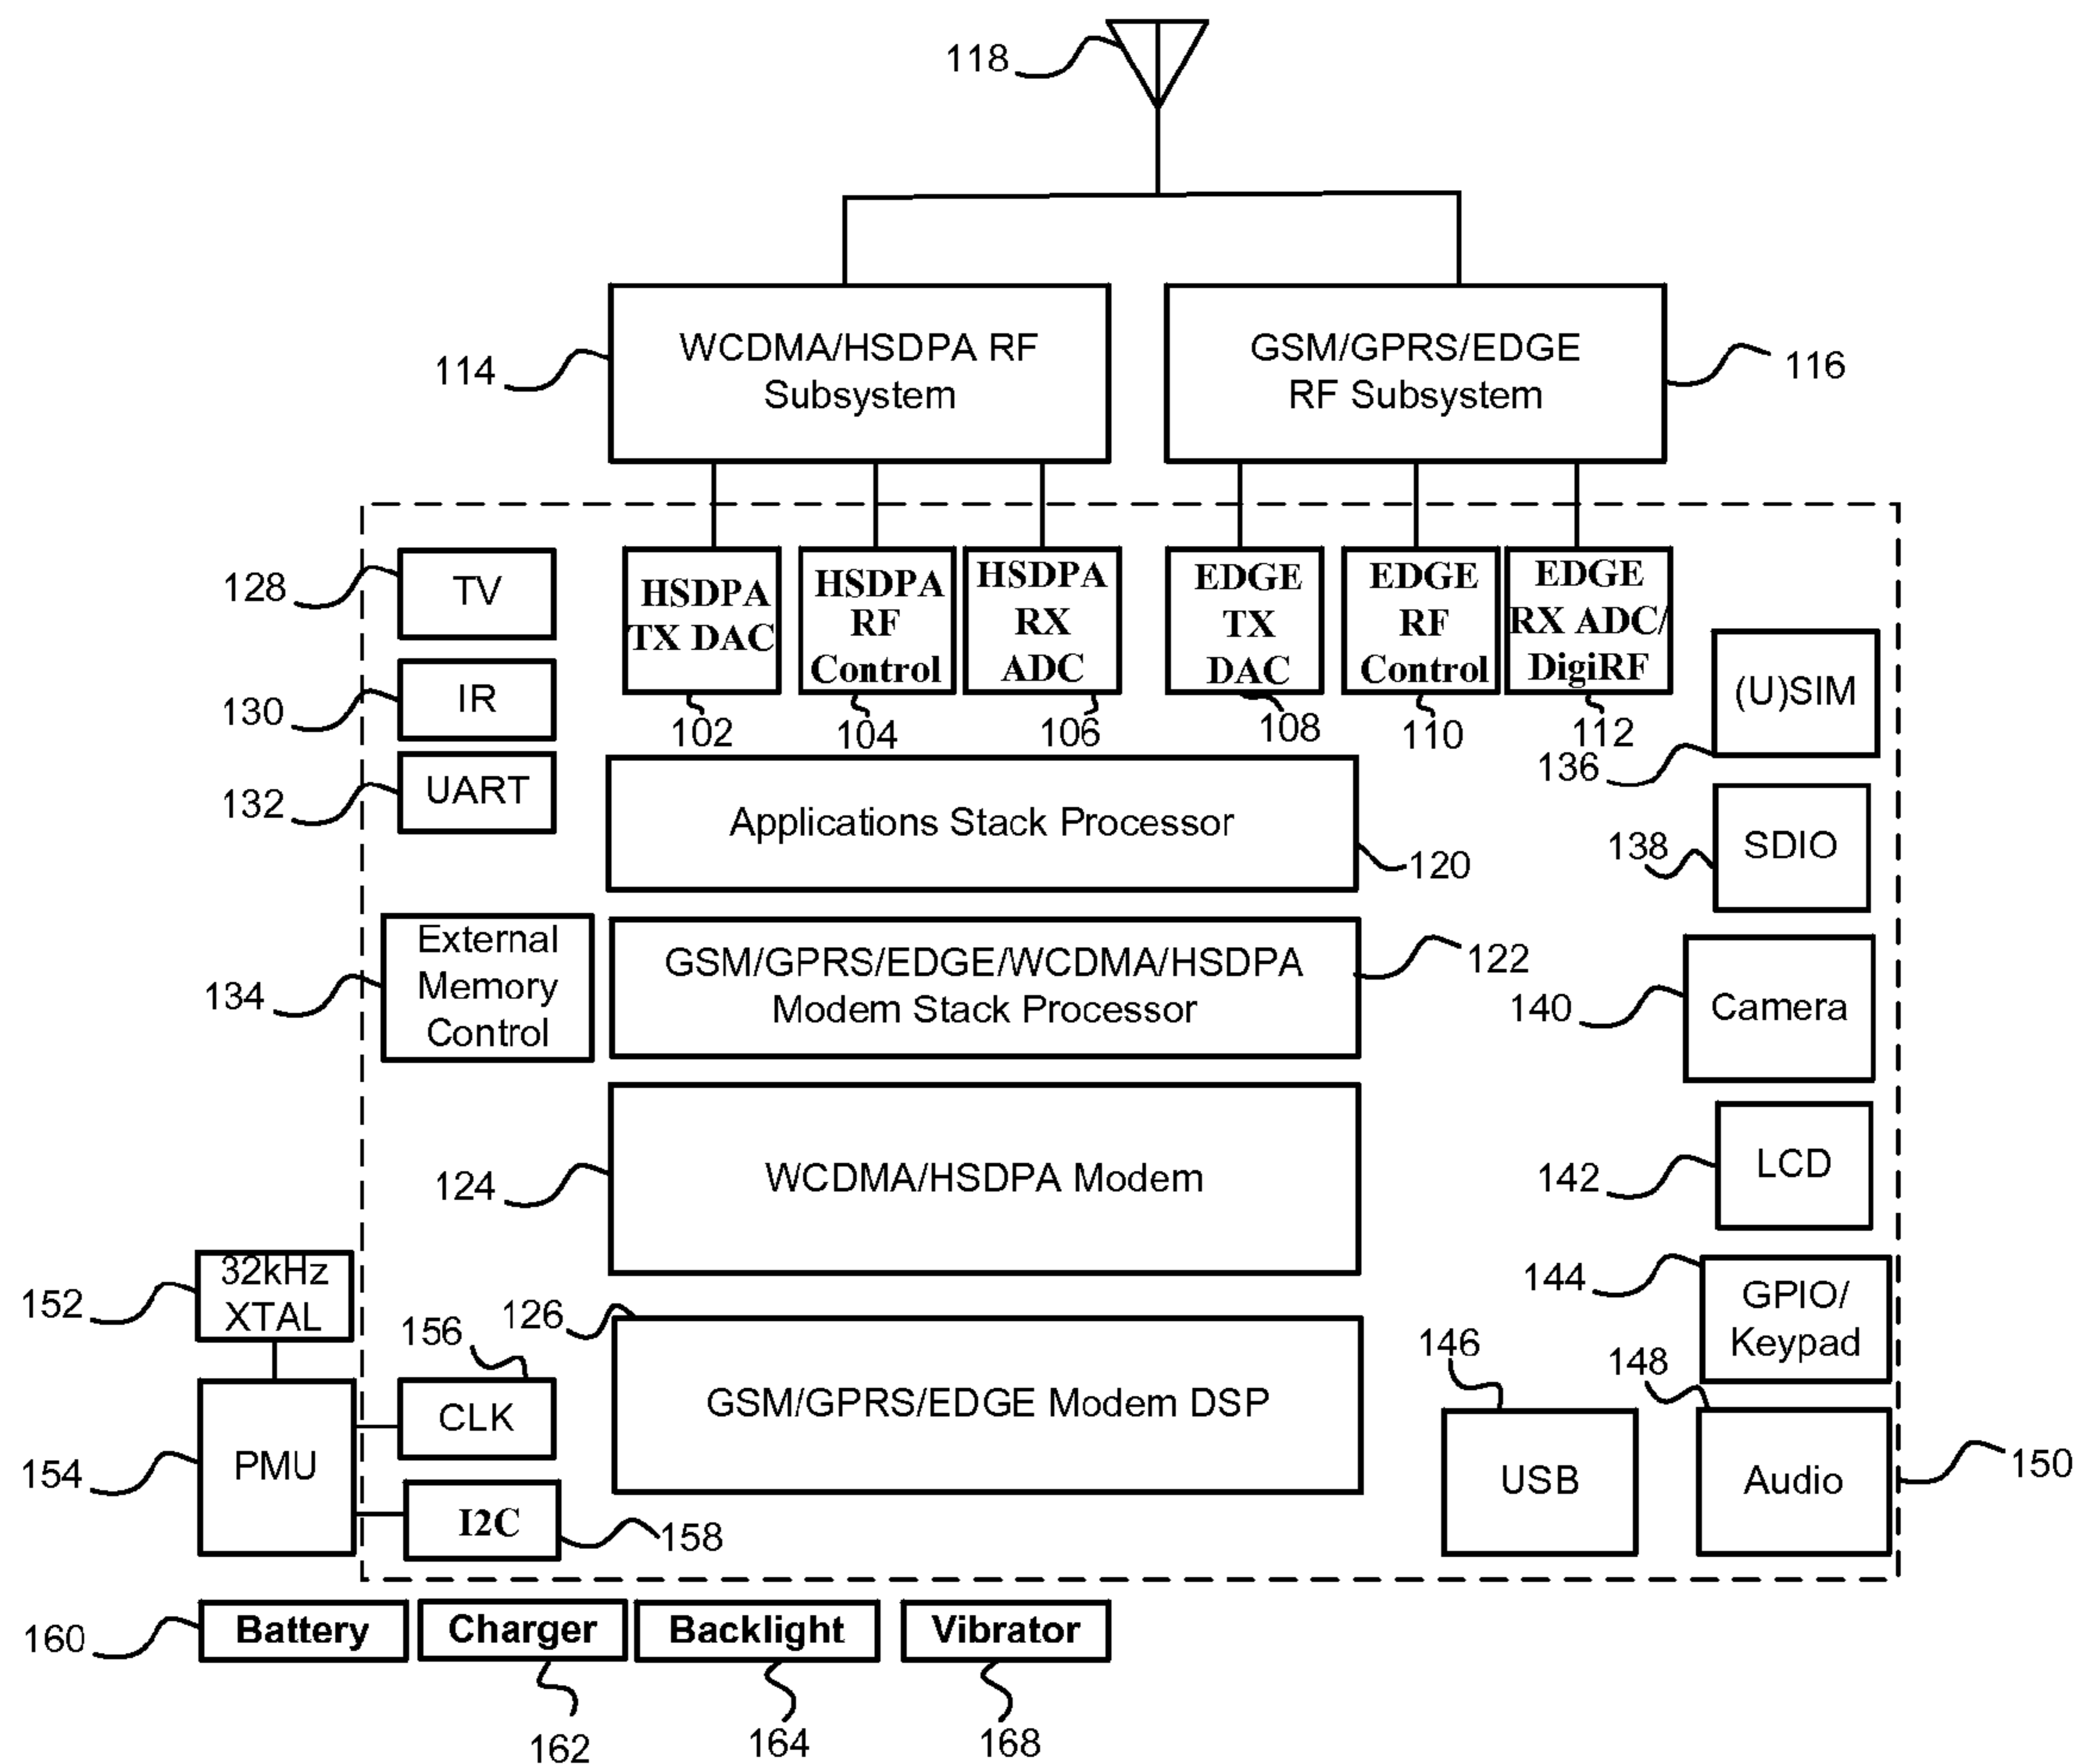 118
WCDMA/HSDPA RF
Subsystem
114
GSM/GPRS/EDGE
RF Subsystem
116
TV
128
HSDPA
TX DAC
102
HSDPA
RF
Control
104
HSDPA
RX
ADC
106
EDGE
TX
DAC
108
EDGE
RF
Control
110
EDGE
RX ADC/
DigiRF
112
IR
130
(U)SIM
136
UART
132
Applications Stack Processor
120
SDIO
138
External
Memory
Control
134
GSM/GPRS/EDGE/WCDMA/HSDPA
Modem Stack Processor
122
Camera
140
WCDMA/HSDPA Modem
124
LCD
142
32kHz
XTAL
152
GPIO/
Keypad
144
126
GSM/GPRS/EDGE Modem DSP
156
CLK
146
USB
148
Audio
150
PMU
154
I2C
158
Battery
160
Charger
162
Backlight
164
Vibrator
168